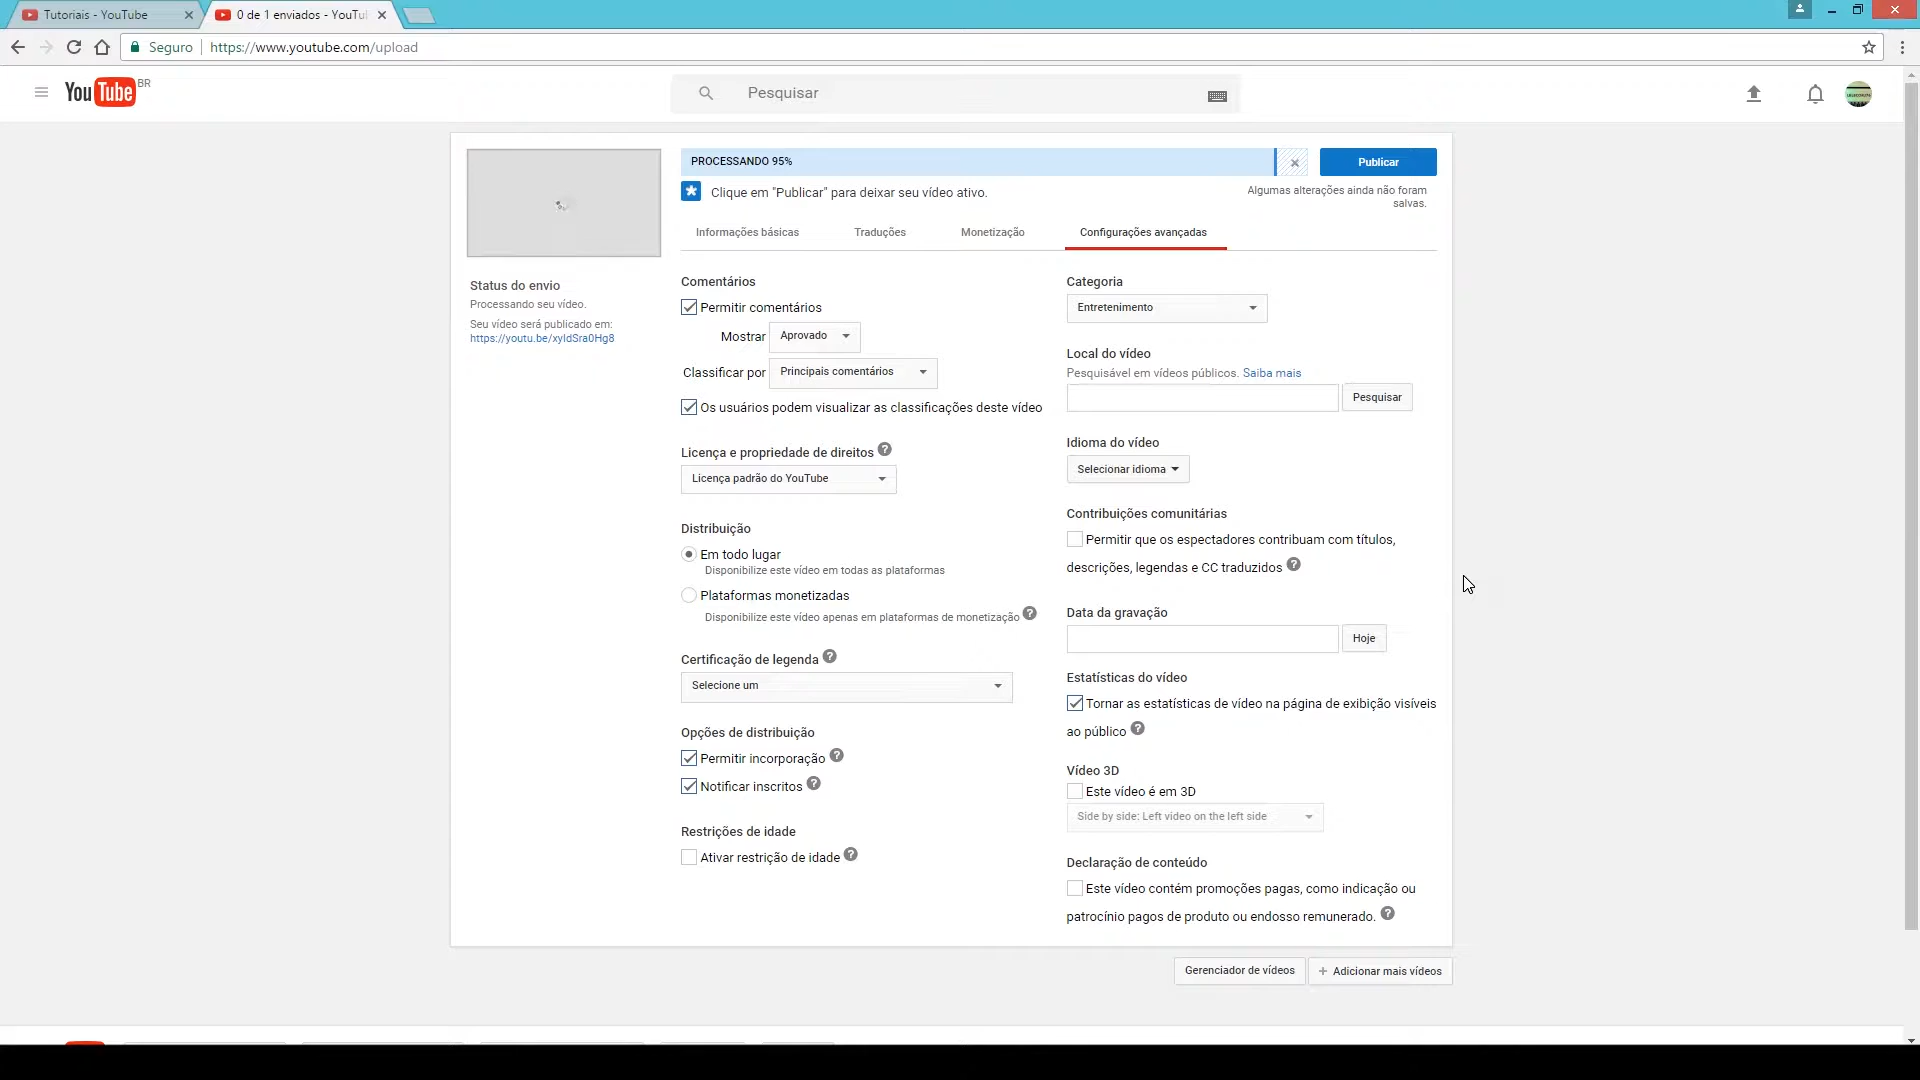 Tutoriais - YouTube
0 de 1 enviados - YouTu
Seguro
https://www.youtube.com/upload
YouTube BR
Pesquisar
PROCESSANDO 95%
Publicar
Clique em "Publicar" para deixar seu vídeo ativo.
Algumas alterações ainda não foram
salvas.
Informações básicas
Traduções
Monetização
Configurações avançadas
Status do envio
Processando seu vídeo.
Seu vídeo será publicado em:
https://youtu.be/xyIdSra0Hg8
Comentários
Permitir comentários
Mostrar Aprovado
Classificar por Principais comentários
Os usuários podem visualizar as classificações deste vídeo
Licença e propriedade de direitos ?
Licença padrão do YouTube
Distribuição
Em todo lugar
Disponibilize este vídeo em todas as plataformas
Plataformas monetizadas
Disponibilize este vídeo apenas em plataformas de monetização ?
Certificação de legenda ?
Selecione um
Opções de distribuição
Permitir incorporação ?
Notificar inscritos ?
Restrições de idade
Ativar restrição de idade ?
Categoria
Entretenimento
Local do vídeo
Pesquisável em vídeos públicos. Saiba mais
Pesquisar
Idioma do vídeo
Selecionar idioma
Contribuições comunitárias
Permitir que os espectadores contribuam com títulos,
descrições, legendas e CC traduzidos ?
Data da gravação
Hoje
Estatísticas do vídeo
Tornar as estatísticas de vídeo na página de exibição visíveis
ao público ?
Vídeo 3D
Este vídeo é em 3D
Side by side: Left video on the left side
Declaração de conteúdo
Este vídeo contém promoções pagas, como indicação ou
patrocínio pagos de produto ou endosso remunerado. ?
Gerenciador de vídeos
+ Adicionar mais vídeos